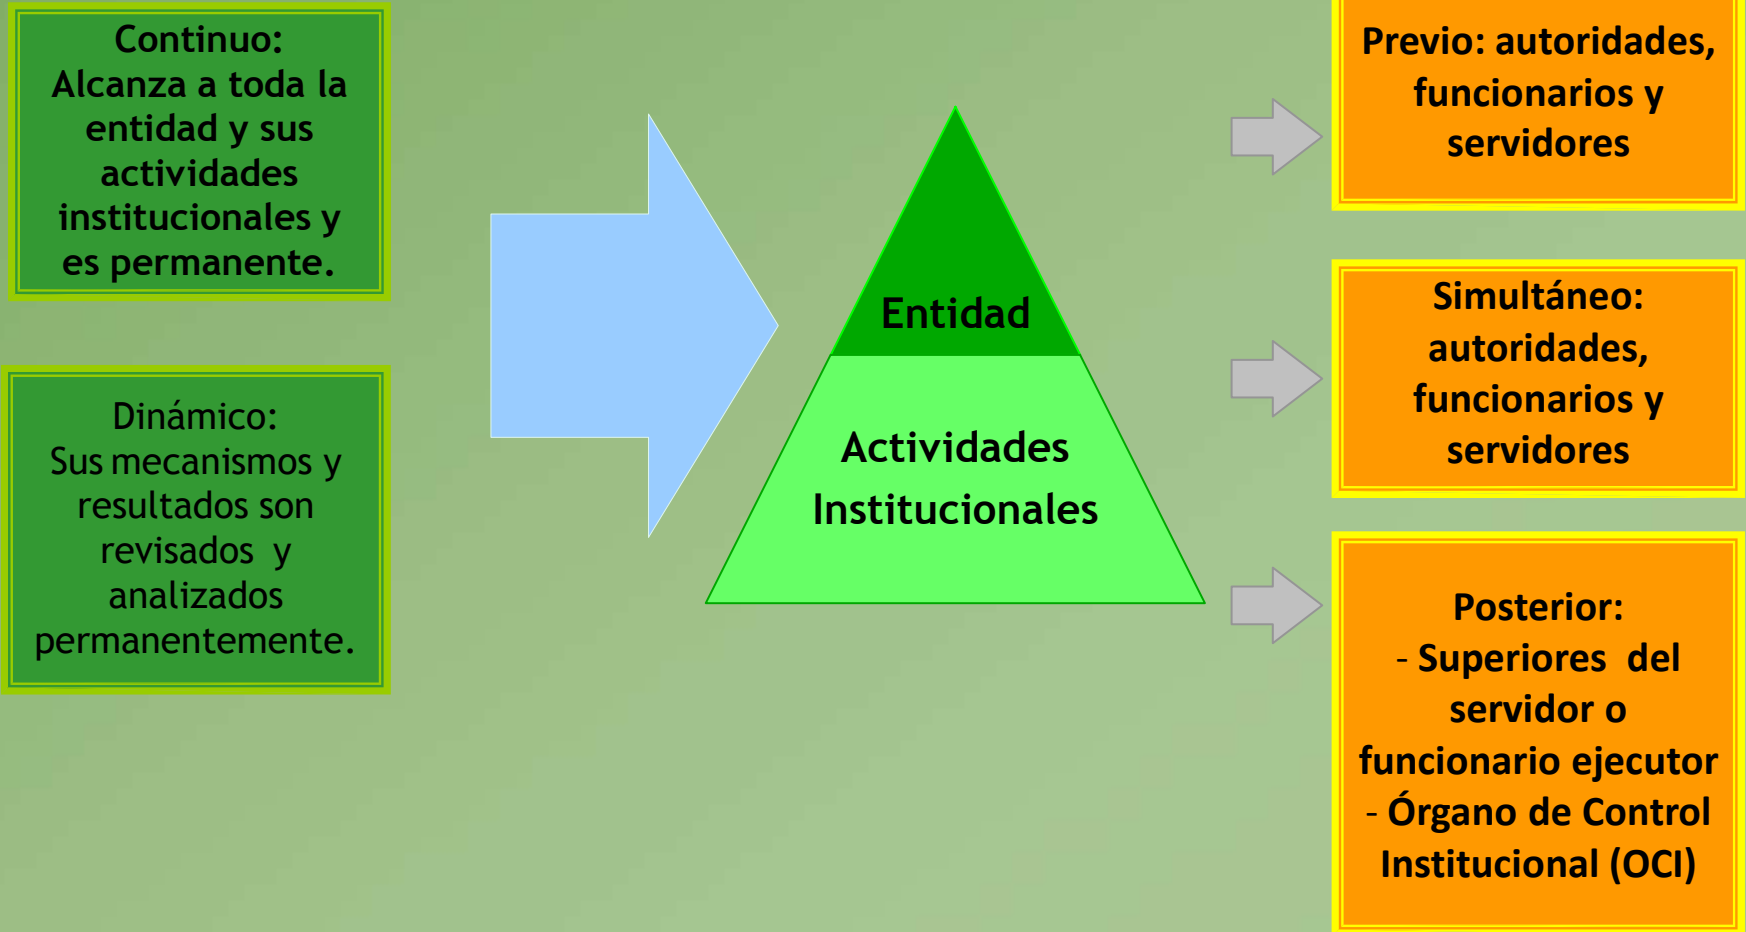 Continuo:
Alcanza a toda la
entidad y sus
actividades
institucionales y
es permanente.
Dinámico:
Sus mecanismos y
resultados son
revisados y
analizados
permanentemente.
Entidad
Actividades
Institucionales
Previo: autoridades,
funcionarios y
servidores
Simultáneo:
autoridades,
funcionarios y
servidores
Posterior:
- Superiores del
servidor o
funcionario ejecutor
- Órgano de Control
Institucional (OCI)